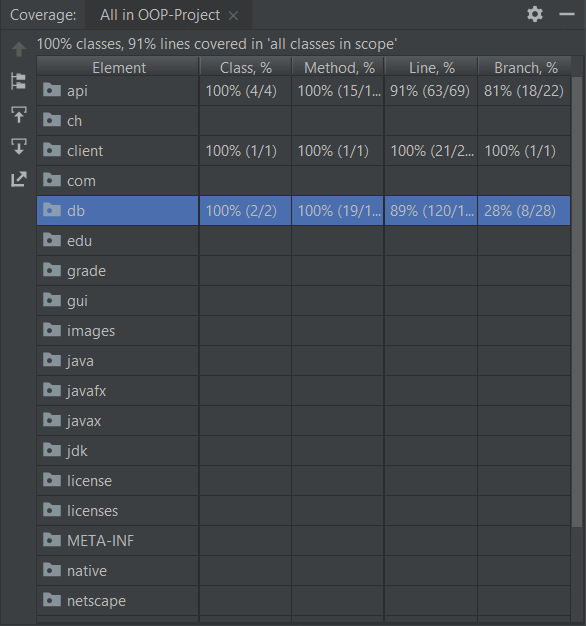 Coverage: All in OOP-Project
100% classes, 91% lines covered in 'all classes in scope'
Element Class, % Method, % Line, % Branch, %
api 100% (4/4) 100% (15/1... 91% (63/69) 81% (18/22)
ch
client 100% (1/1) 100% (1/1) 100% (21/2... 100% (1/1)
com
db 100% (2/2) 100% (19/1... 89% (120/1... 28% (8/28)
edu
grade
gui
images
java
javafx
javax
jdk
license
licenses
META-INF
native
netscape